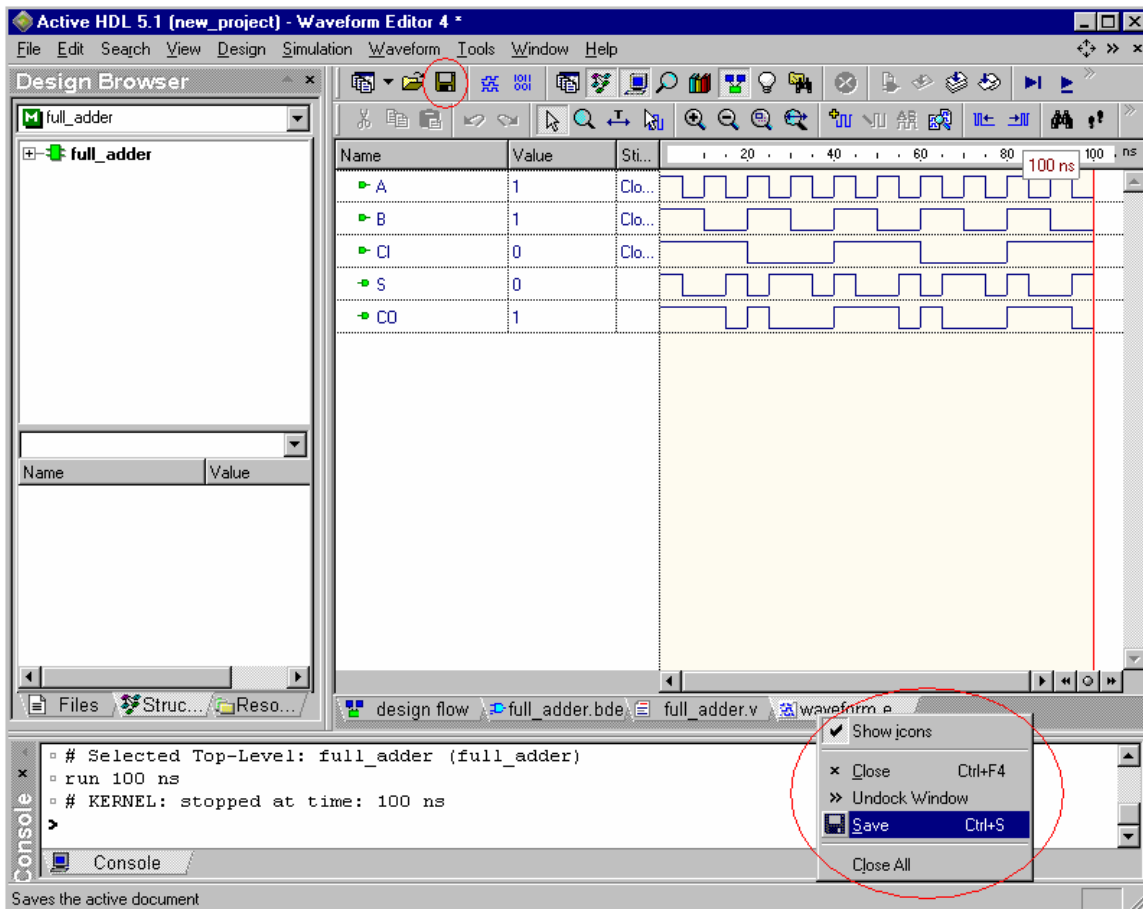 Active HDL 5.1 (new_project) - Waveform Editor 4 *
File Edit Search View Design Simulation Waveform Tools Window Help
Design Browser
full_adder
full_adder
Name Value
Files Struc... Reso...
Name Value Sti... 20 40 60 80 100 ns
100 ns
A 1 Clo...
B 1 Clo...
CI 0 Clo...
S 0
CO 1
design flow full_adder.bde full_adder.v waveform e
Show icons
Close Ctrl+F4
Undock Window
Save Ctrl+S
Close All
# Selected Top-Level: full_adder (full_adder)
run 100 ns
# KERNEL: stopped at time: 100 ns
>
Console
Console
Saves the active document